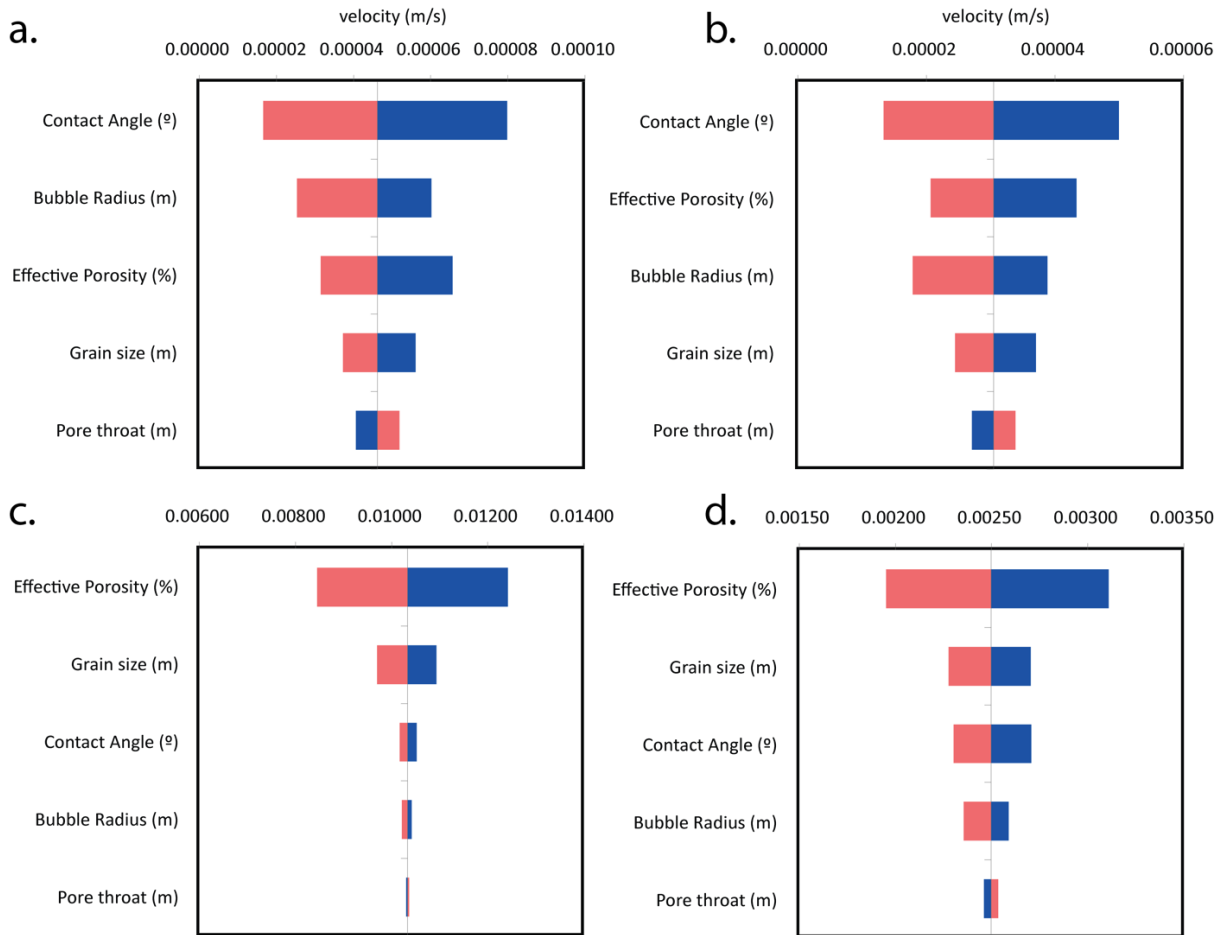 velocity (m/s)
a.
0.00000 0.00002 0.00004 0.00006 0.00008 0.00010
Contact Angle (º)
Bubble Radius (m)
Effective Porosity (%)
Grain size (m)
Pore throat (m)
velocity (m/s)
b.
0.00000 0.00002 0.00004 0.00006
Contact Angle (º)
Effective Porosity (%)
Bubble Radius (m)
Grain size (m)
Pore throat (m)
c.
0.00600 0.00800 0.01000 0.01200 0.01400
Effective Porosity (%)
Grain size (m)
Contact Angle (º)
Bubble Radius (m)
Pore throat (m)
d.
0.00150 0.00200 0.00250 0.00300 0.00350
Effective Porosity (%)
Grain size (m)
Contact Angle (º)
Bubble Radius (m)
Pore throat (m)